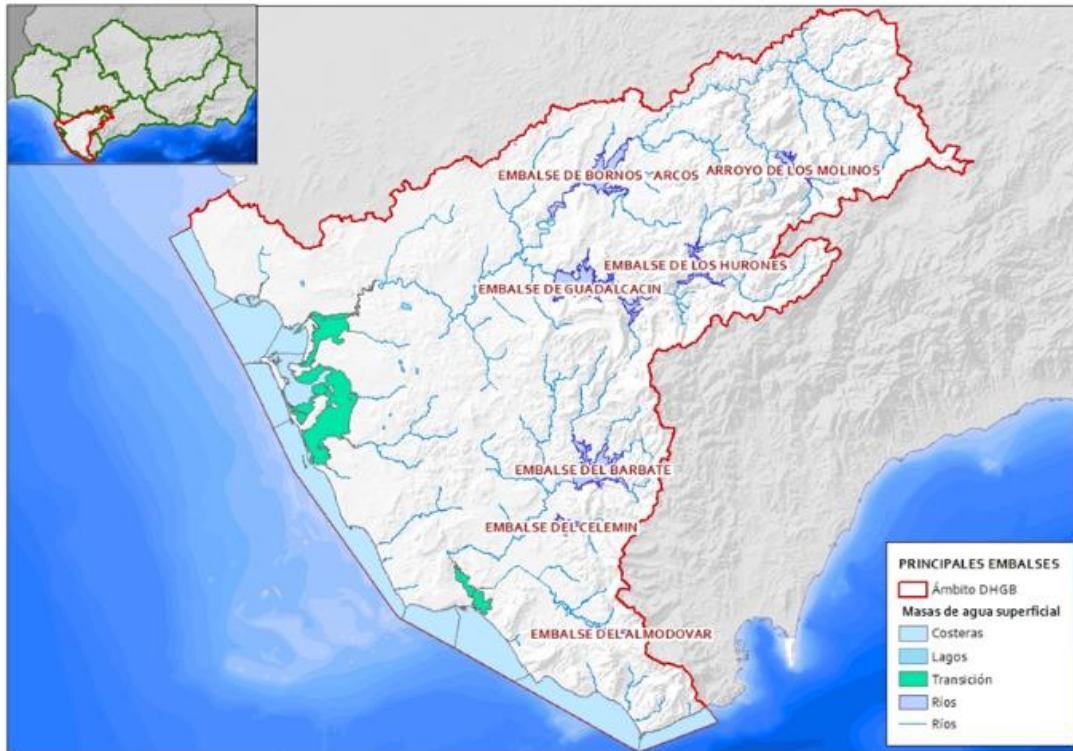 EMBALSE DE BORNOS - ARCOS
ARROYO DE LOS MOLINOS
EMBALSE DE LOS HURONES
EMBALSE DE GUADALCACIN
EMBALSE DEL BARBATE
EMBALSE DEL CELEMIN
EMBALSE DEL ALMODOVAR
PRINCIPALES EMBALSES
Ámbito DHGB
Masas de agua superficial
Costeras
Lagos
Transición
Ríos
Ríos